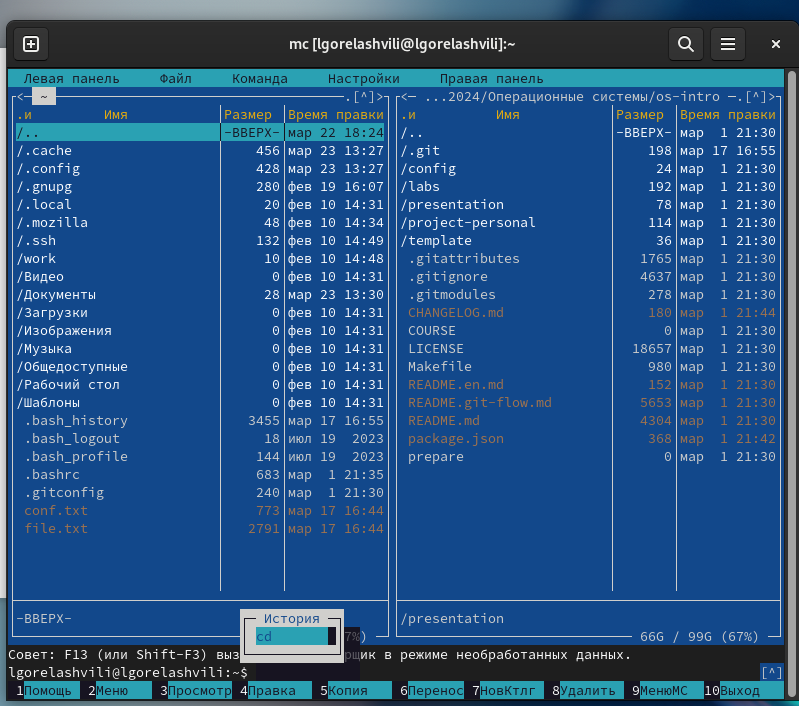 mc [lgorelashvili@lgorelashvili]:~
Левая панель Файл Команда Настройки Правая панель
<─ ~ ─.[^]>
.и Имя Размер Время правки
/.. -ВВЕРХ- мар 22 18:24
/.cache 456 мар 23 13:27
/.config 428 мар 23 13:27
/.gnupg 280 фев 19 16:07
/.local 20 фев 10 14:31
/.mozilla 48 фев 10 14:34
/.ssh 132 фев 10 14:49
/work 10 фев 10 14:48
/Видео 0 фев 10 14:31
/Документы 28 мар 23 13:30
/Загрузки 0 фев 10 14:31
/Изображения 0 фев 10 14:31
/Музыка 0 фев 10 14:31
/Общедоступные 0 фев 10 14:31
/Рабочий стол 0 фев 10 14:31
/Шаблоны 0 фев 10 14:31
.bash_history 3455 мар 17 16:55
.bash_logout 18 июл 19 2023
.bash_profile 144 июл 19 2023
.bashrc 683 мар 1 21:35
.gitconfig 240 мар 1 21:30
conf.txt 773 мар 17 16:44
file.txt 2791 мар 17 16:44
-ВВЕРХ-
7%)
<─ ...2024/Операционные системы/os-intro ─.[^]>
.и Имя Размер Время правки
/.. -ВВЕРХ- мар 1 21:30
/.git 198 мар 17 16:55
/config 24 мар 1 21:30
/labs 192 мар 1 21:30
/presentation 78 мар 1 21:30
/project-personal 114 мар 1 21:30
/template 36 мар 1 21:30
.gitattributes 1765 мар 1 21:30
.gitignore 4637 мар 1 21:30
.gitmodules 278 мар 1 21:30
CHANGELOG.md 180 мар 1 21:44
COURSE 0 мар 1 21:30
LICENSE 18657 мар 1 21:30
Makefile 980 мар 1 21:30
README.en.md 152 мар 1 21:30
README.git-flow.md 5653 мар 1 21:30
README.md 4304 мар 1 21:30
package.json 368 мар 1 21:42
prepare 0 мар 1 21:30
/presentation
66G / 99G (67%)
История
cd
Совет: F13 (или Shift-F3) выз рщик в режиме необработанных данных.
lgorelashvili@lgorelashvili:~$ [^]
1Помощь 2Меню 3Просмотр 4Правка 5Копия 6Перенос 7НовКтлг 8Удалить 9МенюMC 10Выход